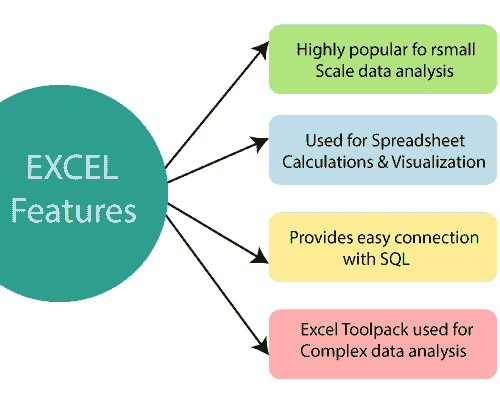 EXCEL
Features
Highly popular fo rsmall
Scale data analysis
Used for Spreadsheet
Calculations & Visualization
Provides easy connection
with SQL
Excel Toolpack used for
Complex data analysis